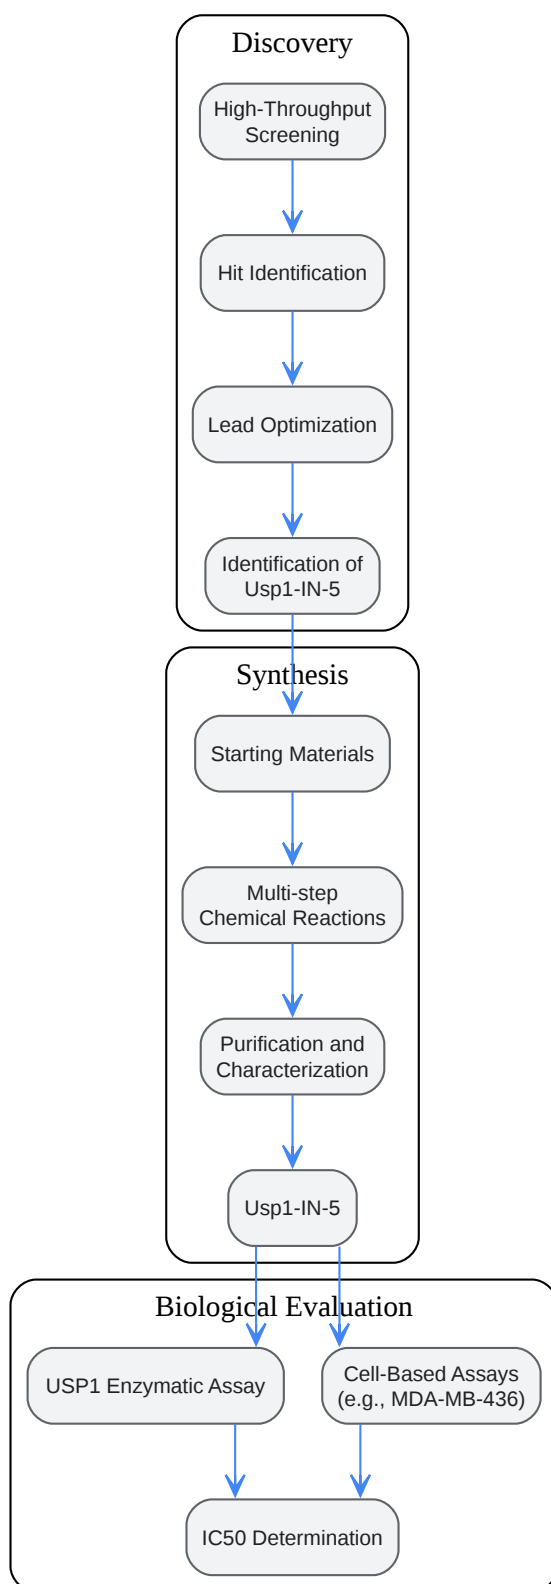 Discovery
High-Throughput
Screening
Hit Identification
Lead Optimization
Identification of
Usp1-IN-5
Synthesis
Starting Materials
Multi-step
Chemical Reactions
Purification and
Characterization
Usp1-IN-5
Biological Evaluation
USP1 Enzymatic Assay
Cell-Based Assays
(e.g., MDA-MB-436)
IC50 Determination